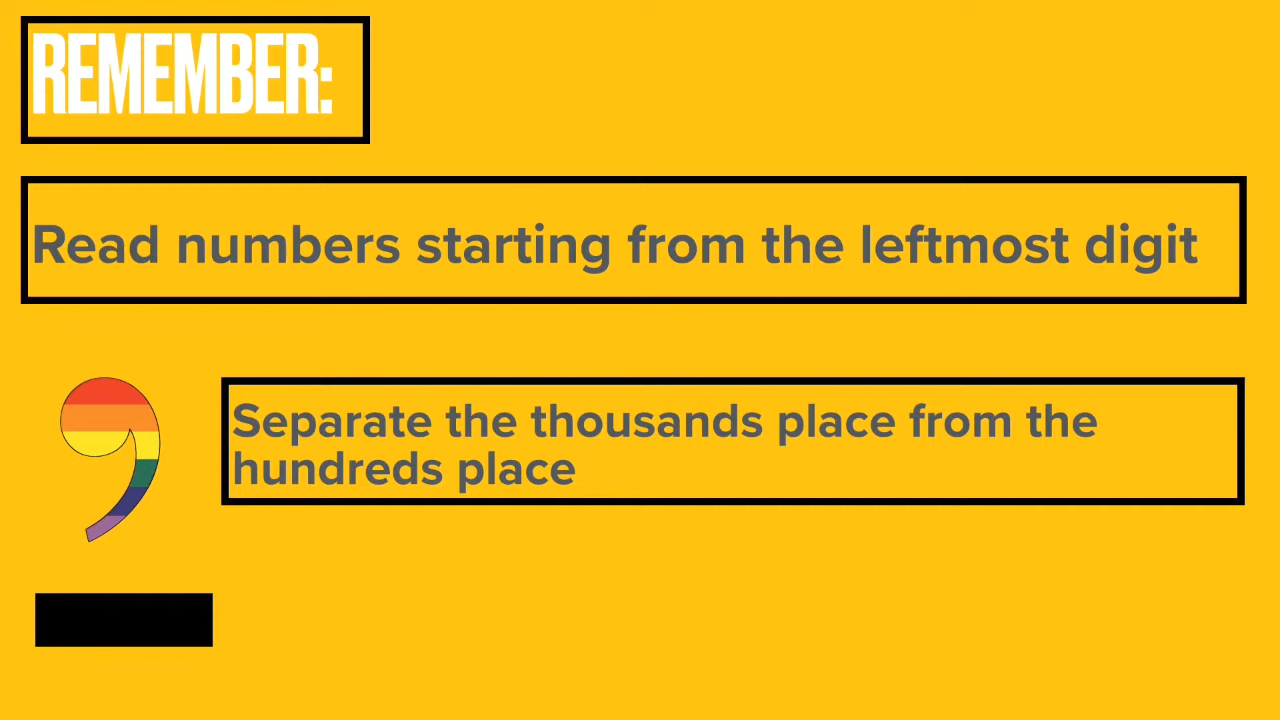 REMEMBER:
Read numbers starting from the leftmost digit
,
Separate the thousands place from the
hundreds place